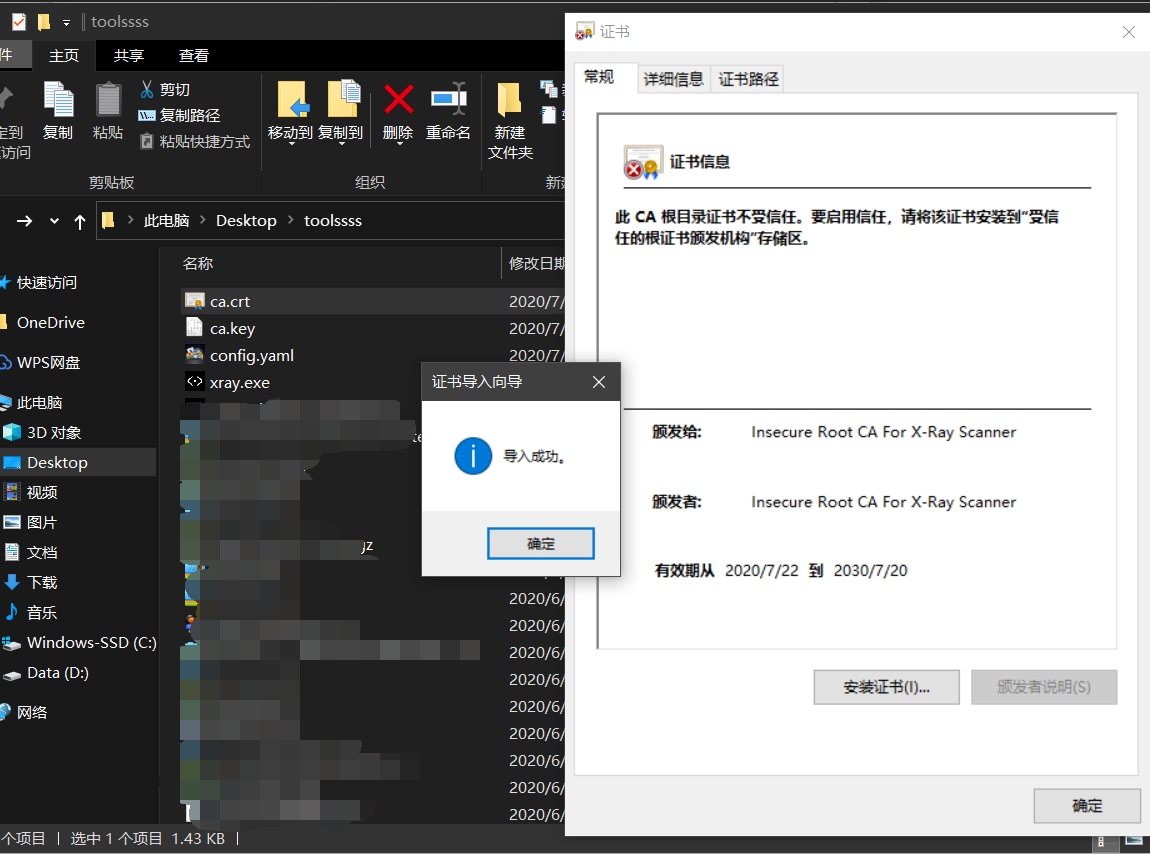 toolssss
件
主页
共享
查看
复制
粘贴
剪切
复制路径
粘贴快捷方式
移动到
复制到
删除
重命名
新建
文件夹
访问
剪贴板
组织
此电脑
Desktop
toolssss
名称
修改日期
快速访问
OneDrive
WPS网盘
此电脑
3D 对象
Desktop
视频
图片
文档
下载
音乐
Windows-SSD (C:)
Data (D:)
网络
ca.crt
2020/7/
ca.key
2020/7/
config.yaml
2020/7/
xray.exe
2020/6/
2020/6/
2020/6/
2020/6/
2020/6/
2020/6/
2020/6/
2020/6/
2020/6/
个项目
选中 1 个项目 1.43 KB
证书导入向导
导入成功。
确定
证书
常规
详细信息
证书路径
证书信息
此 CA 根目录证书不受信任。要启用信任，请将该证书安装到“受信
任的根证书颁发机构”存储区。
颁发给: Insecure Root CA For X-Ray Scanner
颁发者: Insecure Root CA For X-Ray Scanner
有效期从 2020/7/22 到 2030/7/20
安装证书(I)...
颁发者说明(S)
确定